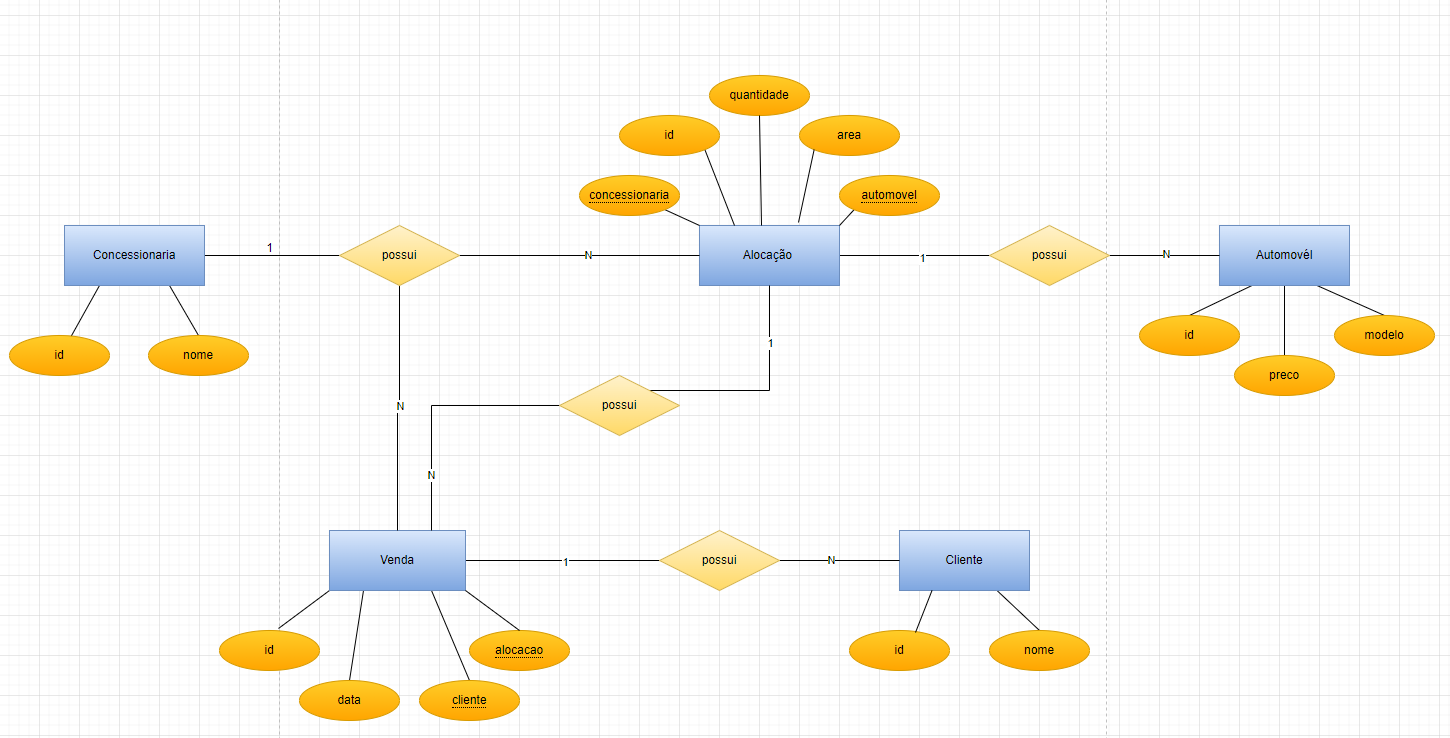 quantidade
id
area
concessionaria
automovel
Concessionaria
1
possui
N
Alocação
1
possui
N
Automovél
id
nome
id
preco
modelo
1
N
possui
N
Venda
1
possui
N
Cliente
id
data
cliente
alocacao
id
nome